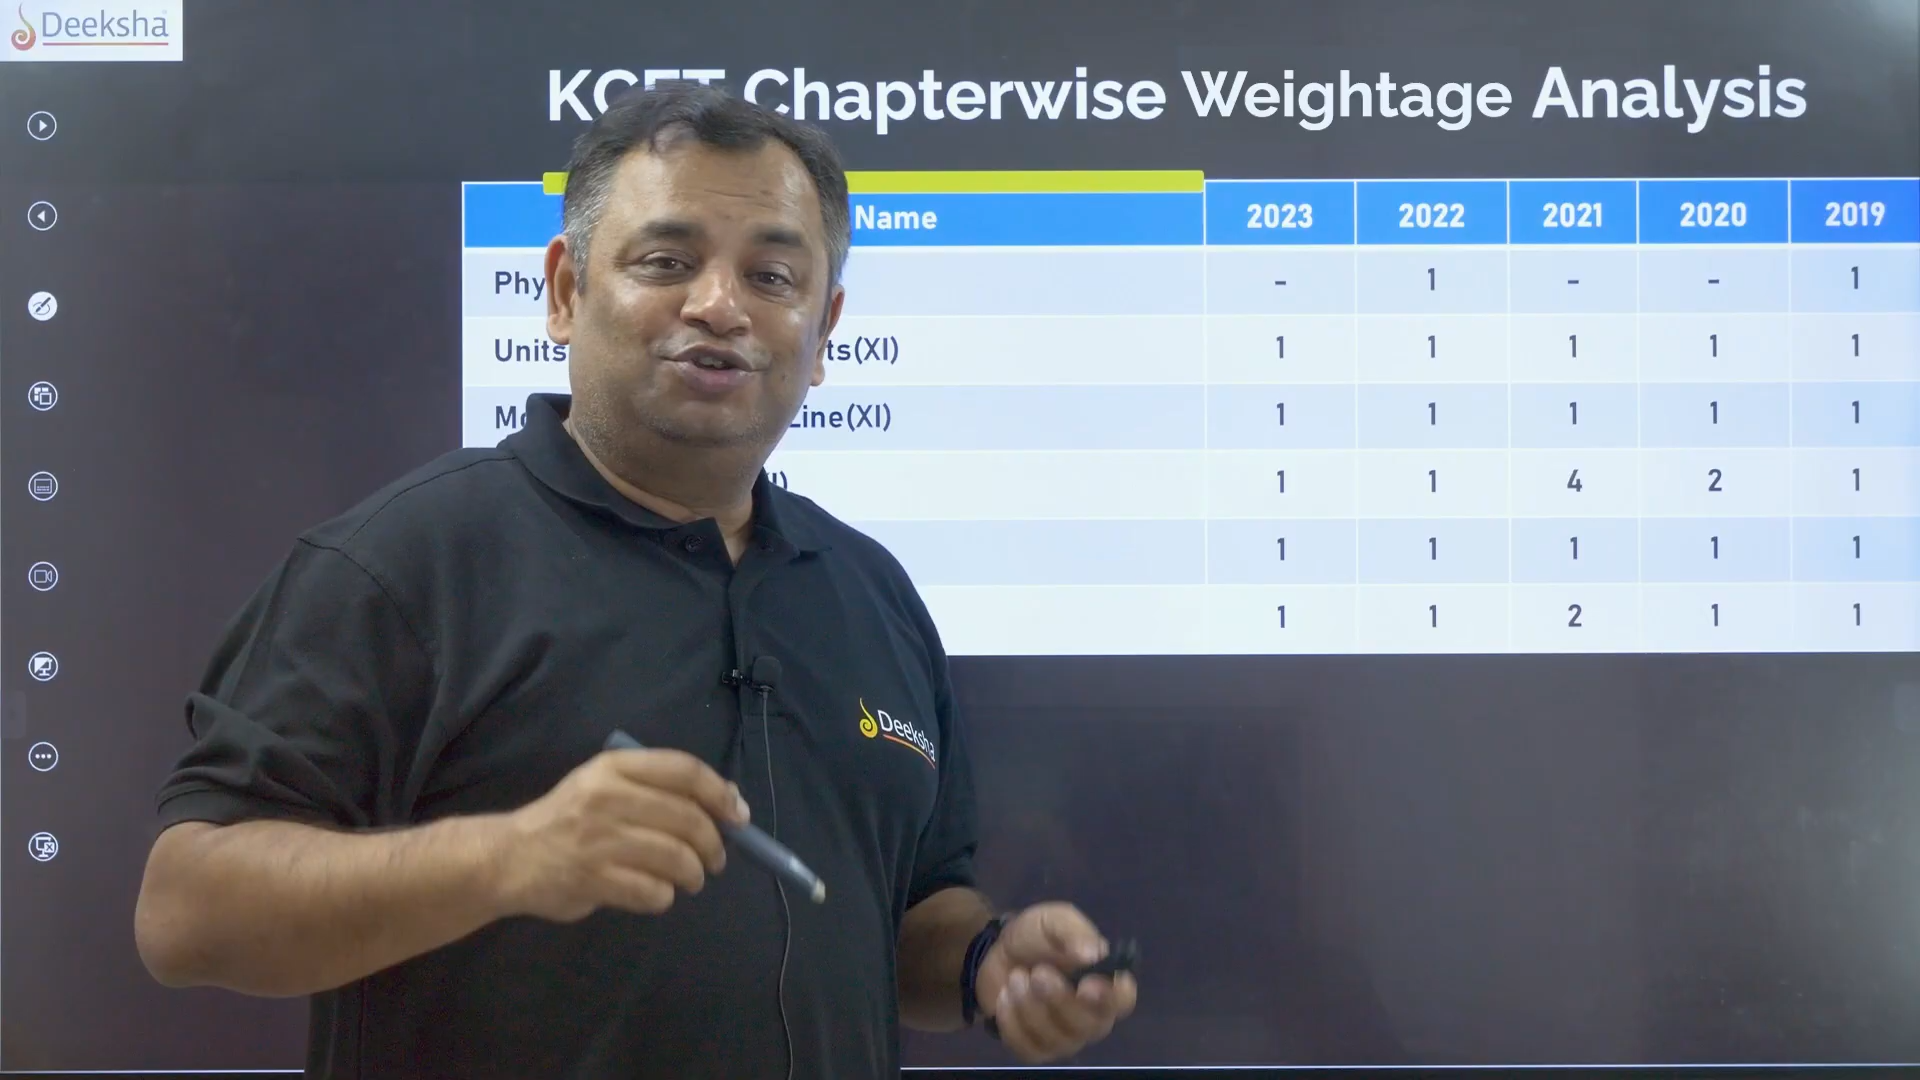 Deeksha
KCET Chapterwise Weightage Analysis
Name 2023 2022 2021 2020 2019
- 1 - - 1
Units ts(XI) 1 1 1 1 1
Line(XI) 1 1 1 1 1
1 1 4 2 1
1 1 1 1 1
1 1 2 1 1
Deeksha